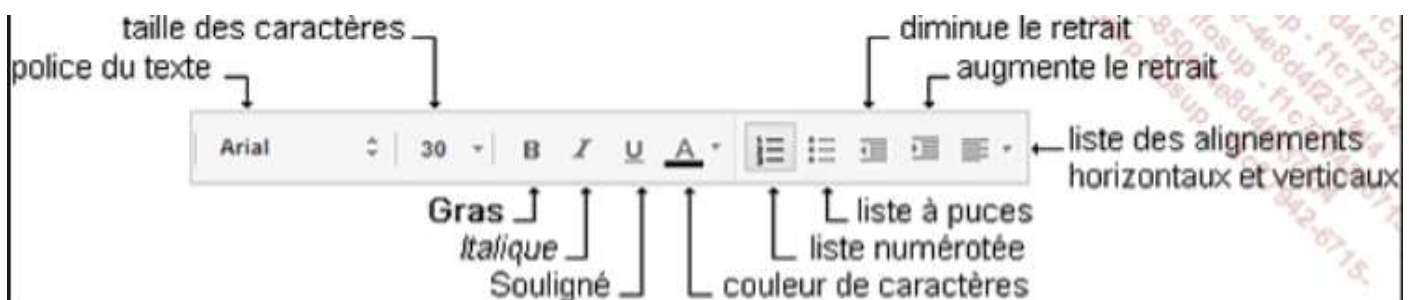 taille des caractères
diminue le retrait
police du texte
augmente le retrait
Arial
30
B I U A
liste des alignements
horizontaux et verticaux
Gras
liste à puces
Italique
liste numérotée
Souligné
couleur de caractères